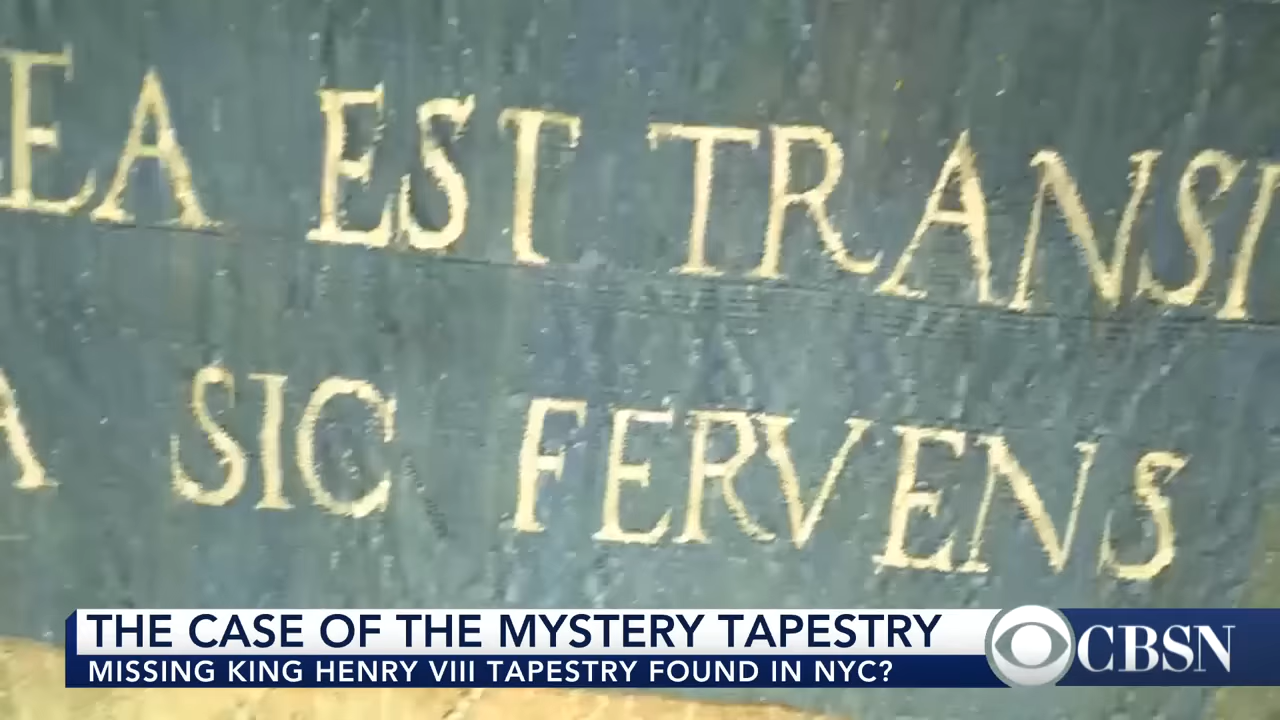 EA EST TRANSI
A SIC FERVENS
THE CASE OF THE MYSTERY TAPESTRY
MISSING KING HENRY VIII TAPESTRY FOUND IN NYC?
CBSN